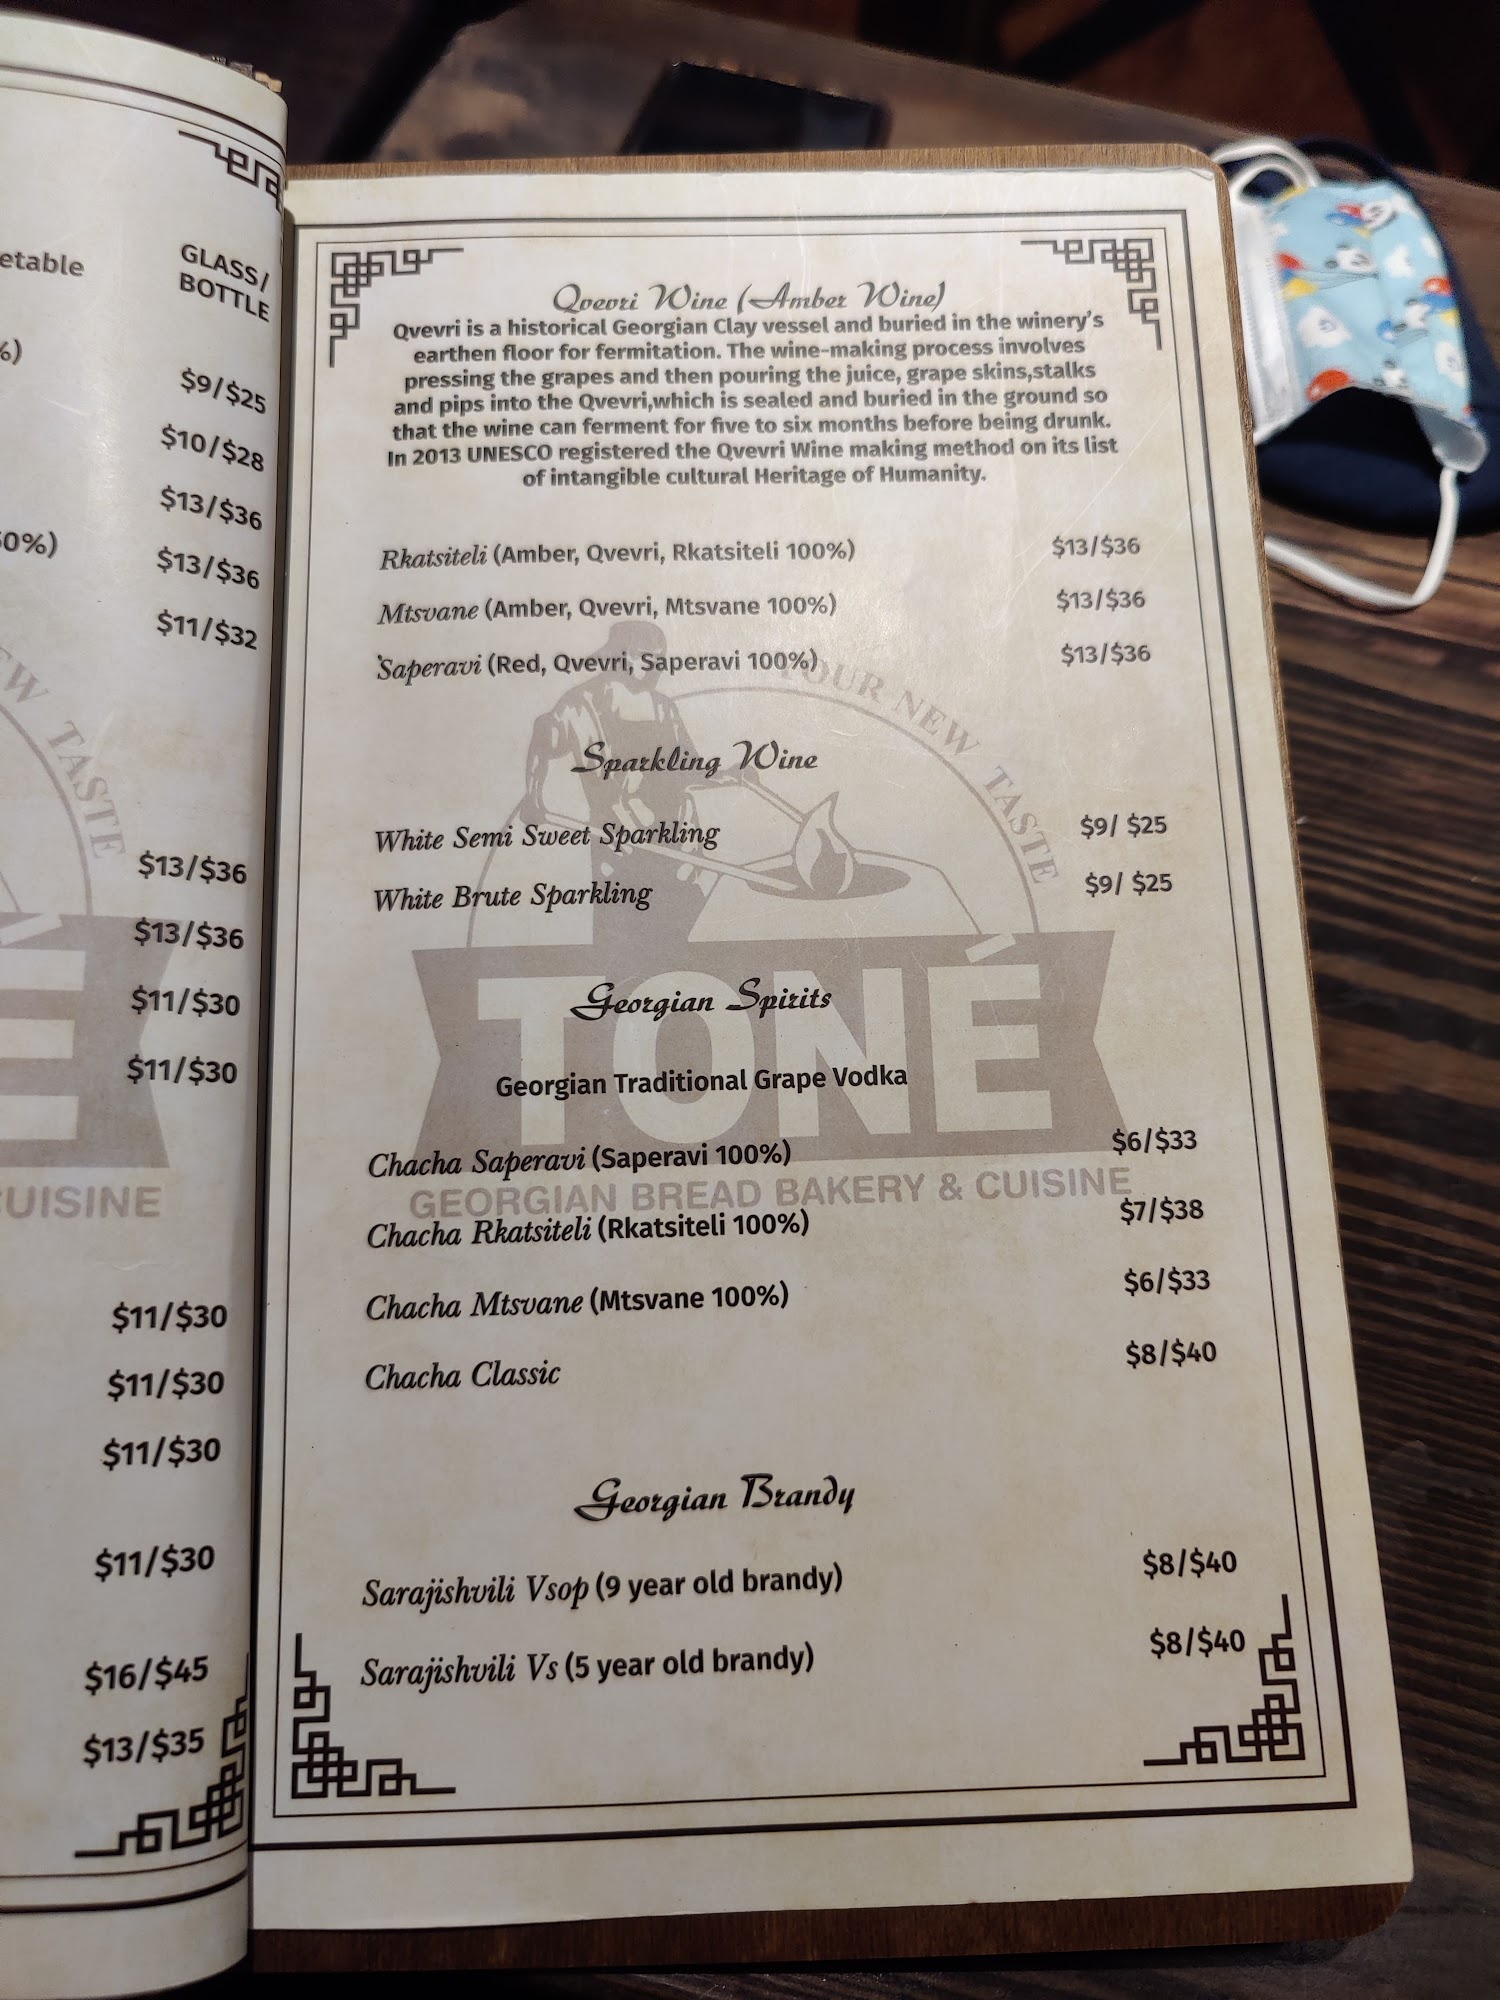 etable
GLASS/
BOTTLE
%)
$9/$25
$10/$28
$13/$36
50%)
$13/$36
$11/$32
NEW TASTE
$13/$36
$13/$36
$11/$30
$11/$30
CUISINE
$11/$30
$11/$30
$11/$30
$11/$30
$16/$45
$13/$35
Qvevri Wine (Amber Wine)
Qvevri is a historical Georgian Clay vessel and buried in the winery's
earthen floor for fermitation. The wine-making process involves
pressing the grapes and then pouring the juice, grape skins,stalks
and pips into the Qvevri,which is sealed and buried in the ground so
that the wine can ferment for five to six months before being drunk.
In 2013 UNESCO registered the Qvevri Wine making method on its list
of intangible cultural Heritage of Humanity.
Rkatsiteli (Amber, Qvevri, Rkatsiteli 100%) $13/$36
Mtsvane (Amber, Qvevri, Mtsvane 100%) $13/$36
Saperavi (Red, Qvevri, Saperavi 100%) $13/$36
YOUR NEW TASTE
Sparkling Wine
White Semi Sweet Sparkling $9/ $25
White Brute Sparkling $9/ $25
TONÉ
Georgian Spirits
Georgian Traditional Grape Vodka
Chacha Saperavi (Saperavi 100%) $6/$33
GEORGIAN BREAD BAKERY & CUISINE
Chacha Rkatsiteli (Rkatsiteli 100%) $7/$38
Chacha Mtsvane (Mtsvane 100%) $6/$33
Chacha Classic $8/$40
Georgian Brandy
Sarajishvili Vsop (9 year old brandy) $8/$40
Sarajishvili Vs (5 year old brandy) $8/$40